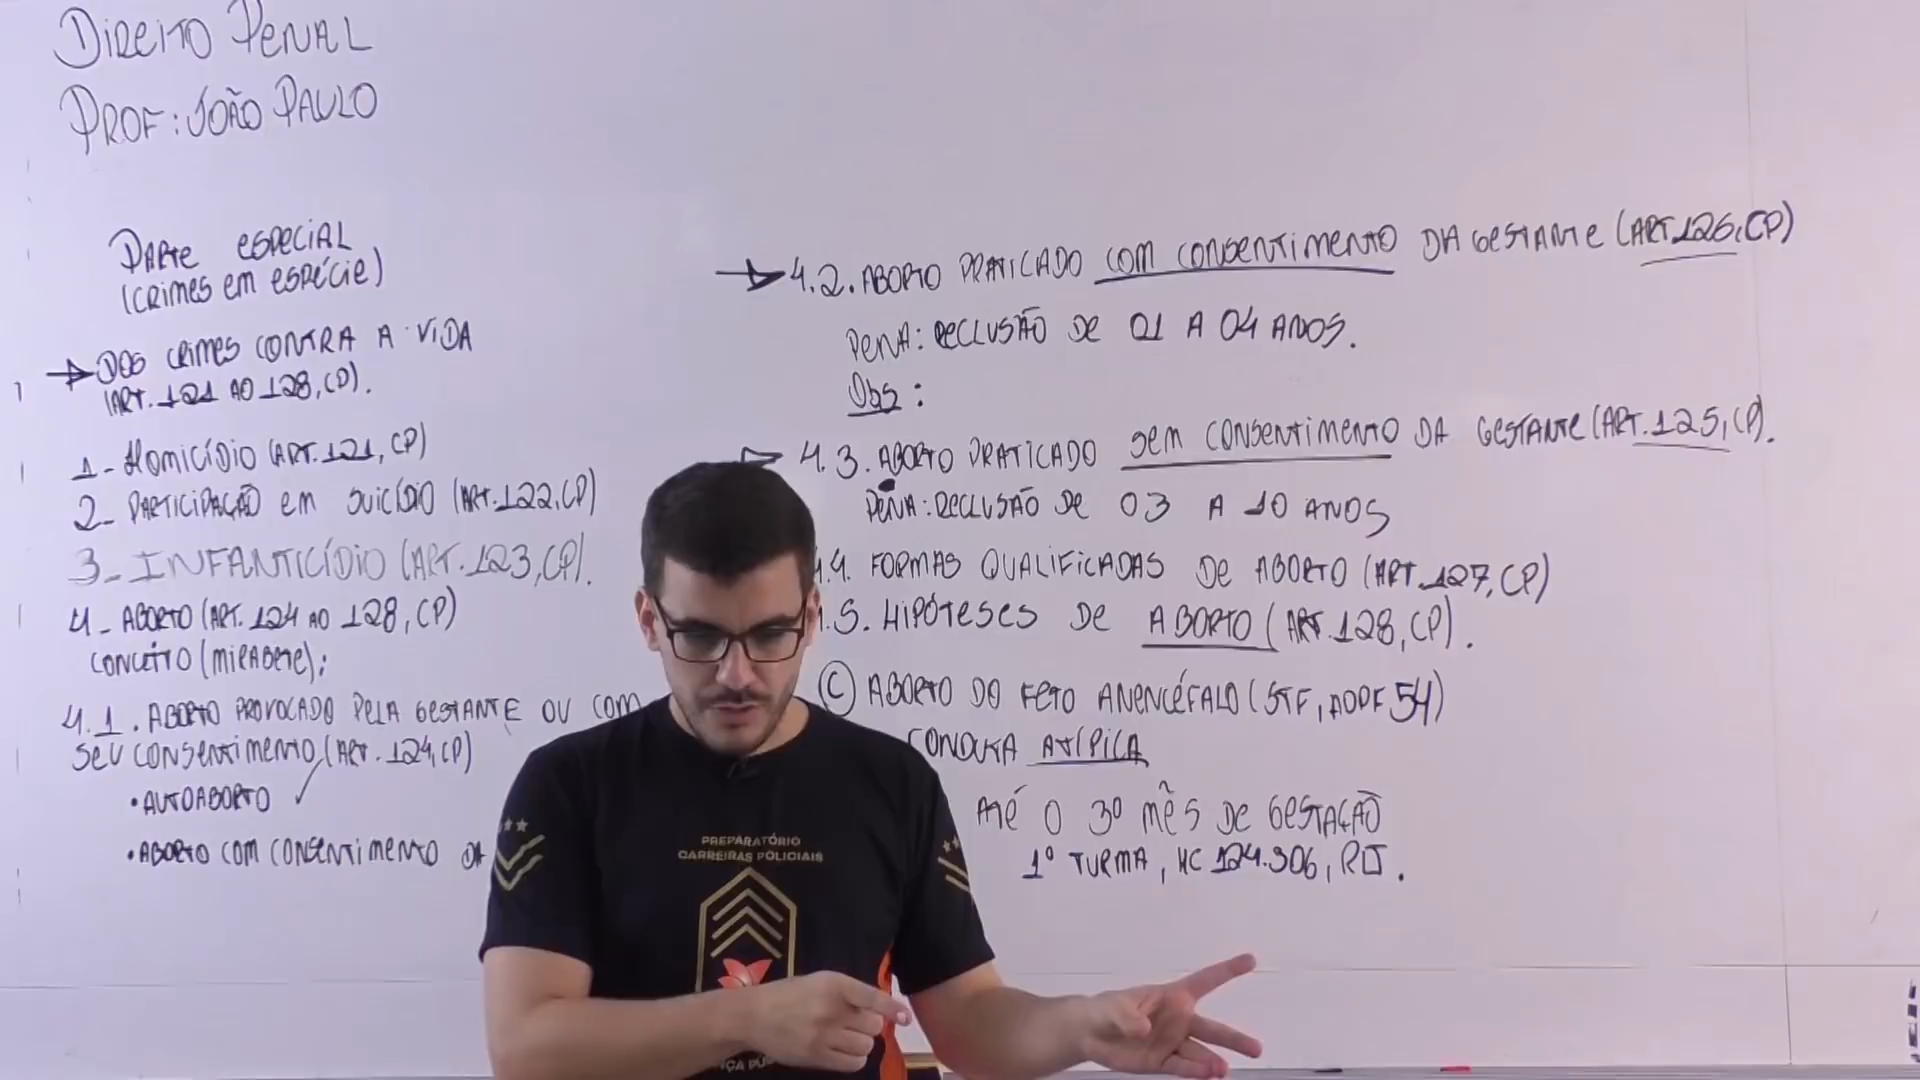 DIREITO PENAL
PROF: JOÃO PAULO
PARTE ESPECIAL
(CRIMES EM ESPÉCIE)
DOS CRIMES CONTRA A VIDA
(ART. 121 AO 128, CP).
1- HOMICÍDIO (ART. 121, CP)
2- PARTICIPAÇÃO EM SUICÍDIO (ART. 122, CP)
3- INFANTICÍDIO (ART. 123, CP).
4- ABORTO (ART. 124 AO 128, CP)
CONCEITO (MIRABETE):
4.1. ABORTO PROVOCADO PELA GESTANTE OU COM
SEU CONSENTIMENTO (ART. 124, CP)
• AUTOABORTO
• ABORTO COM CONSENTIMENTO DA
4.2. ABORTO PRATICADO COM CONSENTIMENTO DA GESTANTE (ART. 126, CP)
PENA: RECLUSÃO DE 01 A 04 ANOS.
Obs:
4.3. ABORTO PRATICADO SEM CONSENTIMENTO DA GESTANTE (ART. 125, CP).
PENA: RECLUSÃO DE 03 A 10 ANOS
4.4. FORMAS QUALIFICADAS DE ABORTO (ART. 127, CP)
4.5. HIPÓTESES DE ABORTO (ART. 128, CP).
(C) ABORTO DO FETO ANENCÉFALO (STF, ADPF 54)
CONDUTA ATÍPICA
ATÉ O 3º MÊS DE GESTAÇÃO
1ª TURMA, HC 124.306, RJ.
PREPARATÓRIO
CARREIRAS POLICIAIS